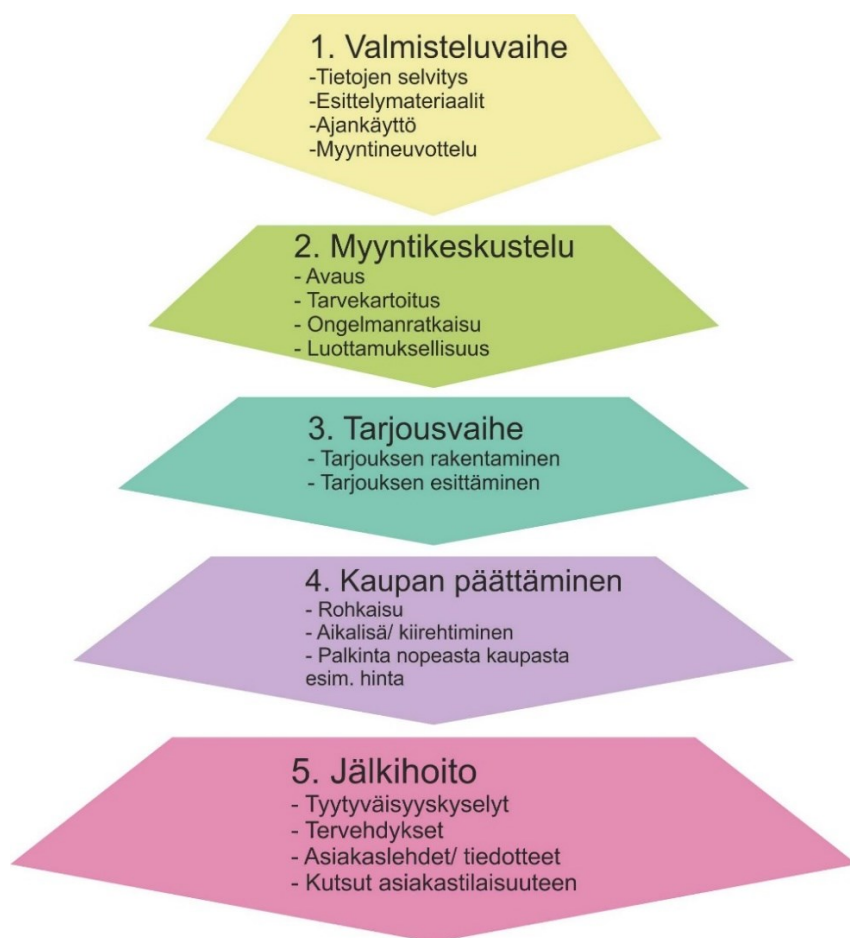 1. Valmisteluvaihe
-Tietojen selvitys
-Esittelymateriaalit
-Ajankäyttö
-Myyntineuvottelu
2. Myyntikeskustelu
- Avaus
- Tarvekartoitus
- Ongelmanratkaisu
- Luottamuksellisuus
3. Tarjousvaihe
- Tarjouksen rakentaminen
- Tarjouksen esittäminen
4. Kaupan päättäminen
- Rohkaisu
- Aikalisä/ kiirehtiminen
- Palkinta nopeasta kaupasta
esim. hinta
5. Jälkihoito
- Tyytyväisyyskyselyt
- Tervehdykset
- Asiakaslehdet/ tiedotteet
- Kutsut asiakastilaisuuteen